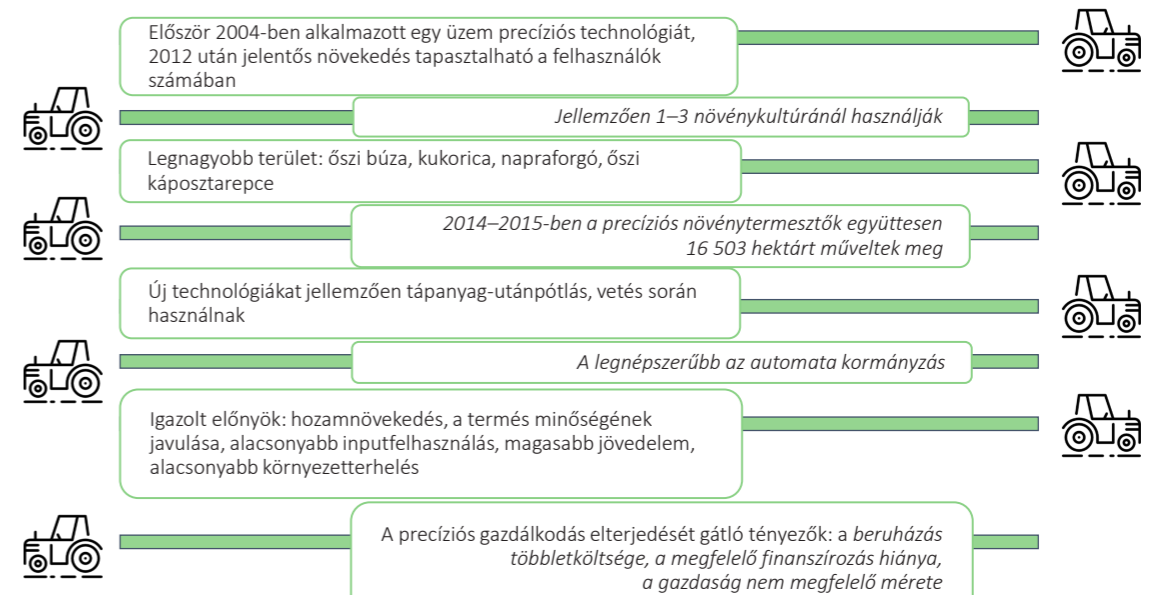 Először 2004-ben alkalmazott egy üzem precíziós technológiát,
2012 után jelentős növekedés tapasztalható a felhasználók
számában
Jellemzően 1–3 növénykultúránál használják
Legnagyobb terület: őszi búza, kukorica, napraforgó, őszi
káposztarepce
2014–2015-ben a precíziós növénytermesztők együttesen
16 503 hektárt műveltek meg
Új technológiákat jellemzően tápanyag-utánpótlás, vetés során
használnak
A legnépszerűbb az automata kormányzás
Igazolt előnyök: hozamnövekedés, a termés minőségének
javulása, alacsonyabb inputfelhasználás, magasabb jövedelem,
alacsonyabb környezetterhelés
A precíziós gazdálkodás elterjedését gátló tényezők: a beruházás
többletköltsége, a megfelelő finanszírozás hiánya,
a gazdaság nem megfelelő mérete